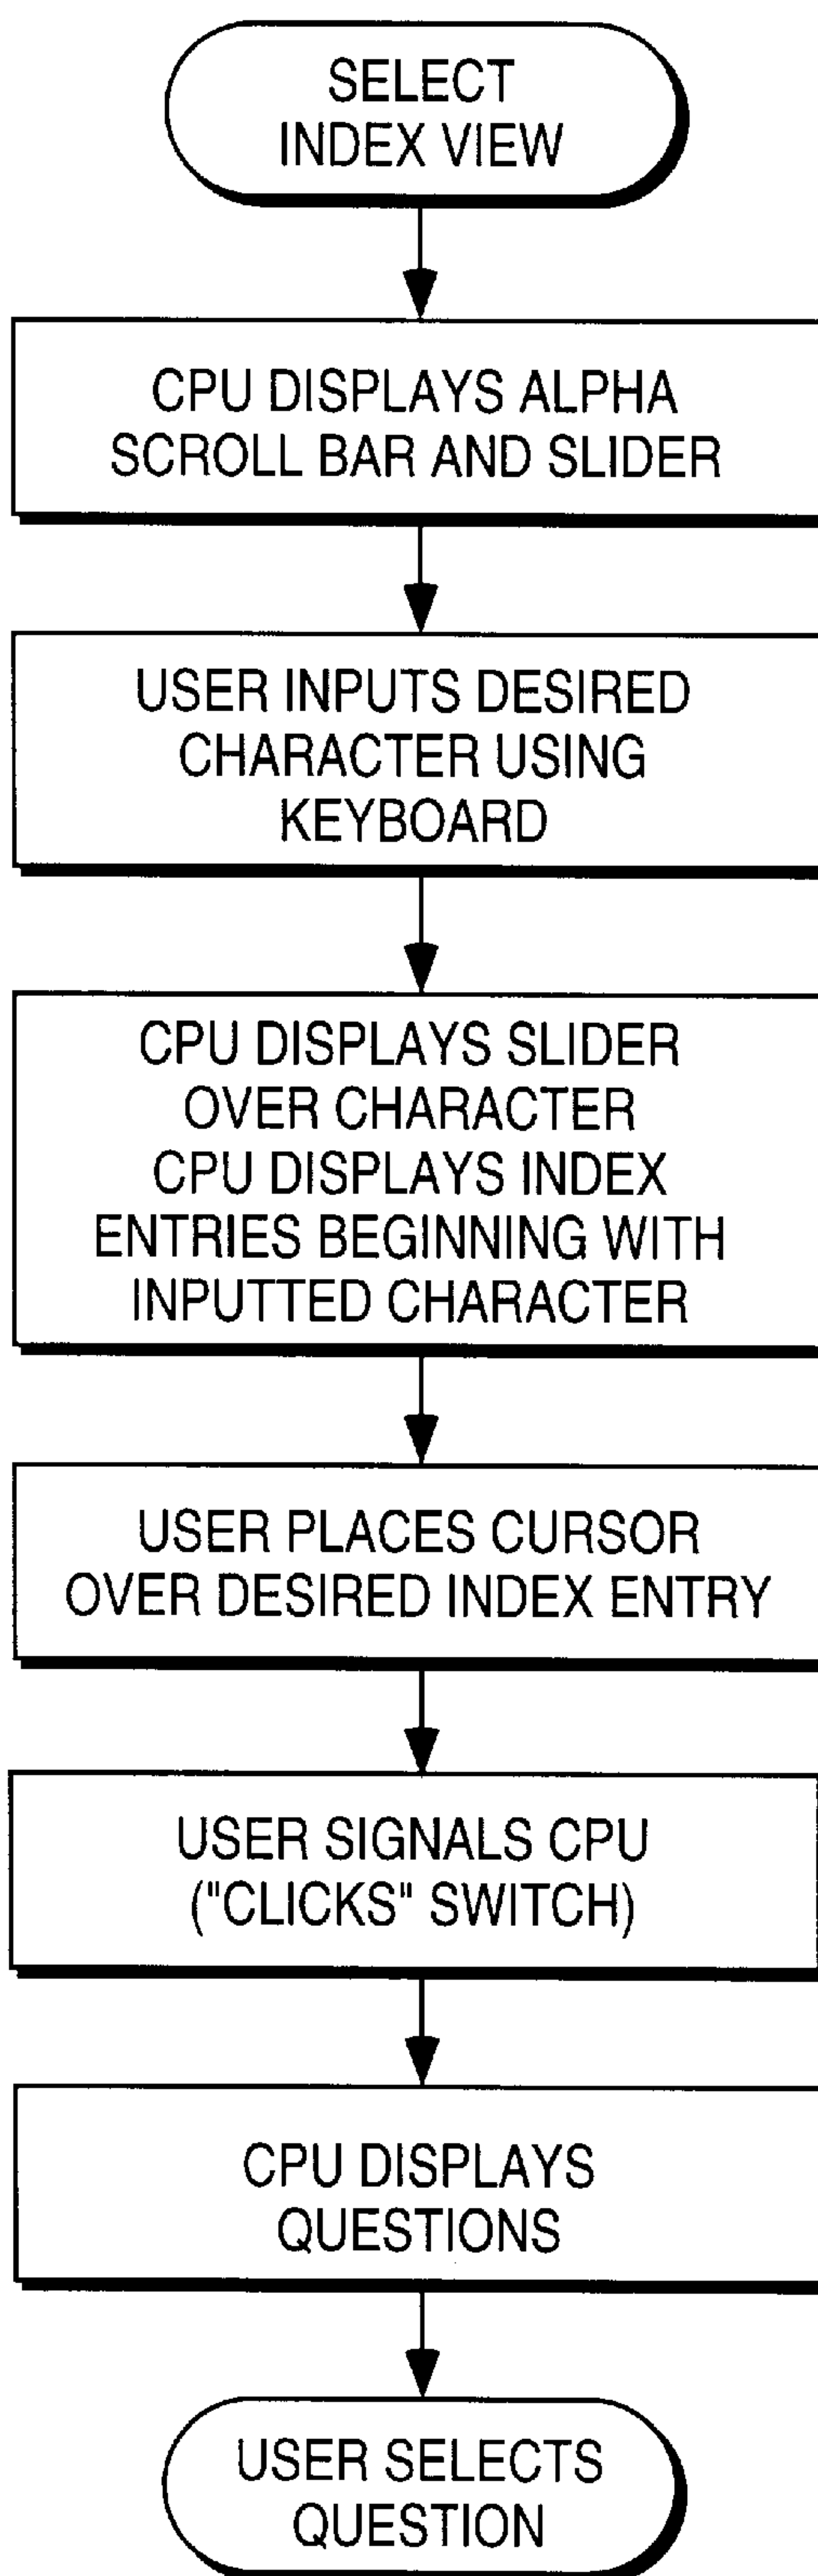 SELECT
INDEX VIEW
CPU DISPLAYS ALPHA
SCROLL BAR AND SLIDER
USER INPUTS DESIRED
CHARACTER USING
KEYBOARD
CPU DISPLAYS SLIDER
OVER CHARACTER
CPU DISPLAYS INDEX
ENTRIES BEGINNING WITH
INPUTTED CHARACTER
USER PLACES CURSOR
OVER DESIRED INDEX ENTRY
USER SIGNALS CPU
("CLICKS" SWITCH)
CPU DISPLAYS
QUESTIONS
USER SELECTS
QUESTION